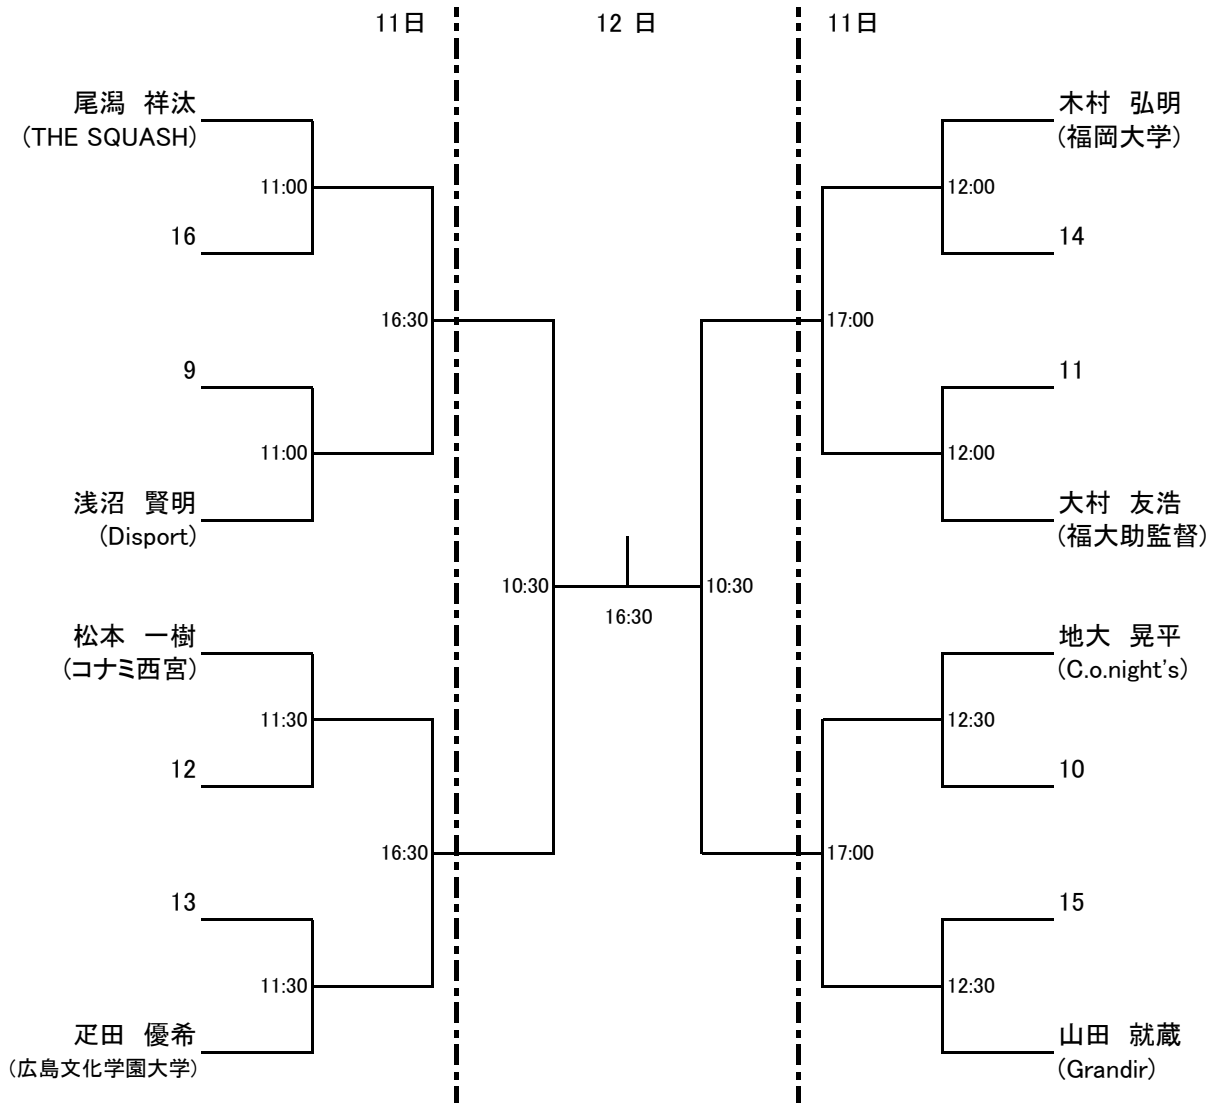 11日
12 日
11日
尾潟 祥汰
(THE SQUASH)
11:00
16
16:30
9
11:00
浅沼 賢明
(Disport)
10:30
松本 一樹
(コナミ西宮)
11:30
12
16:30
13
11:30
疋田 優希
(広島文化学園大学)
16:30
木村 弘明
(福岡大学)
12:00
14
17:00
11
12:00
大村 友浩
(福大助監督)
10:30
地大 晃平
(C.o.night's)
12:30
10
17:00
15
12:30
山田 就蔵
(Grandir)